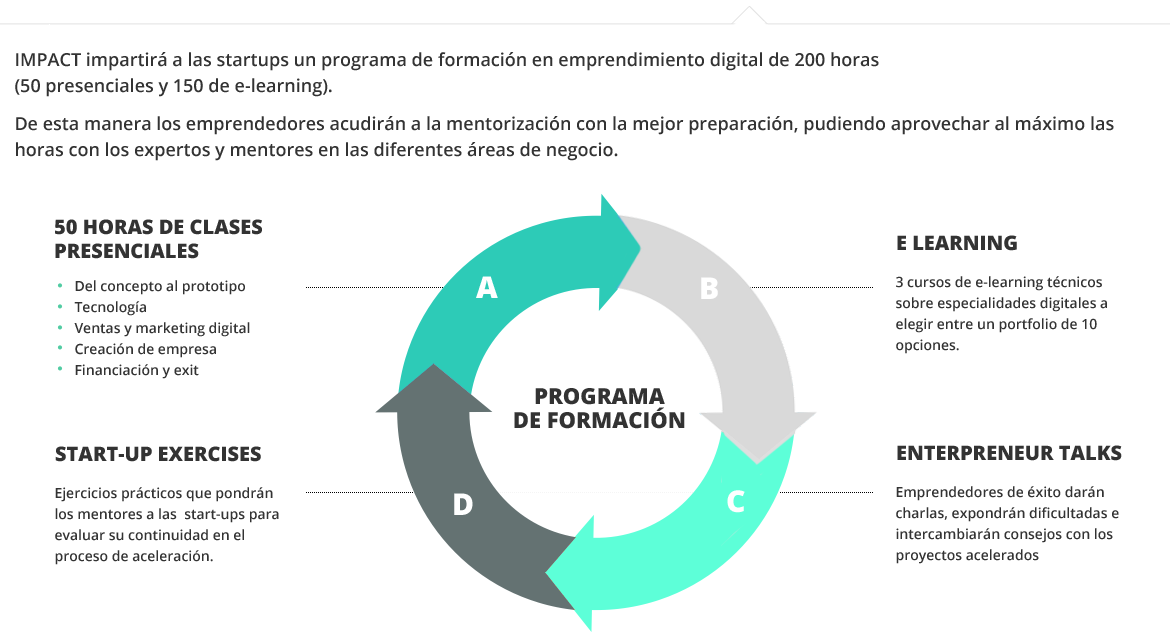 IMPACT impartirá a las startups un programa de formación en emprendimiento digital de 200 horas
(50 presenciales y 150 de e-learning).
De esta manera los emprendedores acudirán a la mentorización con la mejor preparación, pudiendo aprovechar al máximo las
horas con los expertos y mentores en las diferentes áreas de negocio.
50 HORAS DE CLASES
PRESENCIALES
• Del concepto al prototipo
• Tecnología
• Ventas y marketing digital
• Creación de empresa
• Financiación y exit
A
B
E LEARNING
3 cursos de e-learning técnicos
sobre especialidades digitales a
elegir entre un portfolio de 10
opciones.
PROGRAMA
DE FORMACIÓN
START-UP EXERCISES
Ejercicios prácticos que pondrán
los mentores a las start-ups para
evaluar su continuidad en el
proceso de aceleración.
D
C
ENTERPRENEUR TALKS
Emprendedores de éxito darán
charlas, expondrán dificultadas e
intercambiarán consejos con los
proyectos acelerados